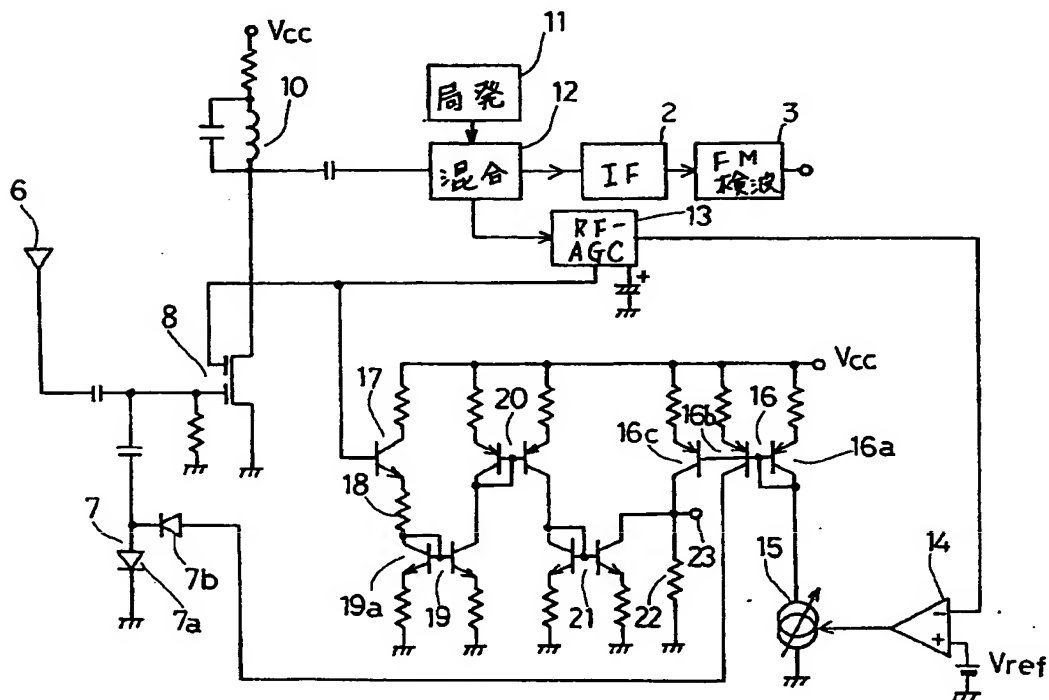 Vcc
11
10
局発
12
2
3
混合
IF
FM
検波
6
13
RF-
AGC
+
8
Vcc
17
20
16b
16
16c
16a
18
7
7b
23
15
14
19a
19
21
22
7a
-
+
Vref